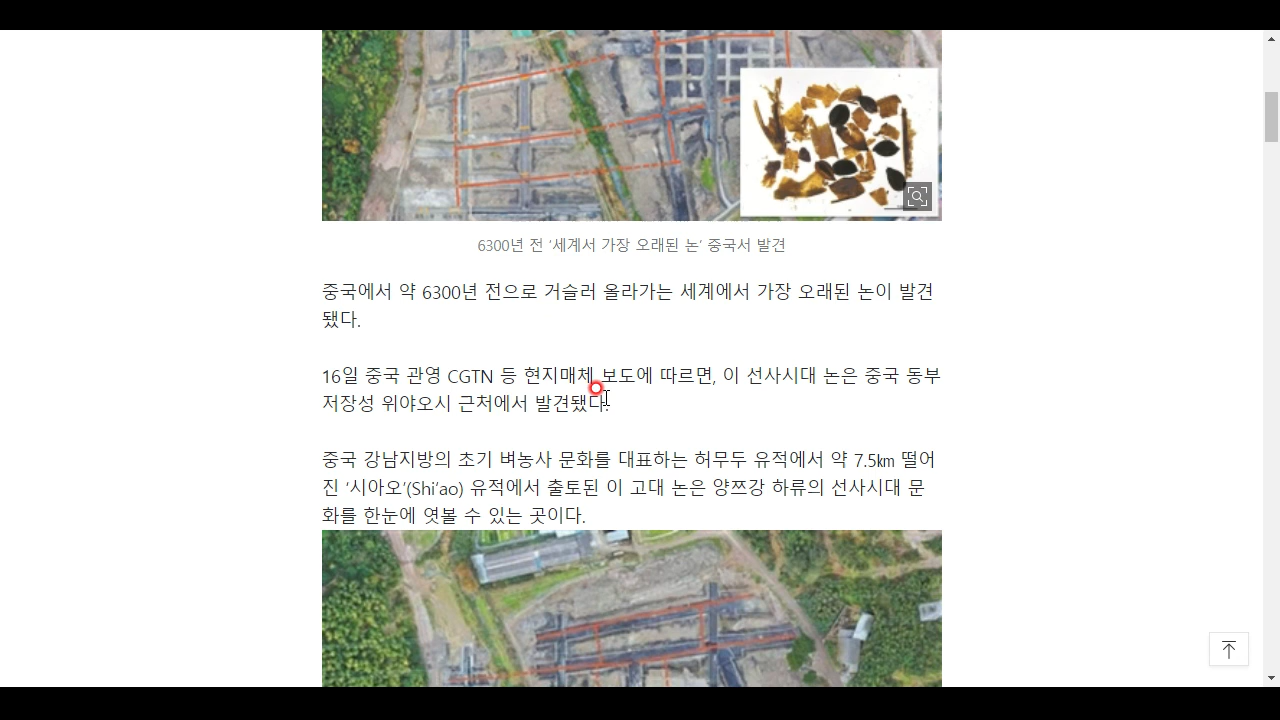 6300년 전 ‘세계서 가장 오래된 논’ 중국서 발견
중국에서 약 6300년 전으로 거슬러 올라가는 세계에서 가장 오래된 논이 발견
됐다.
16일 중국 관영 CGTN 등 현지매체 보도에 따르면, 이 선사시대 논은 중국 동부
저장성 위야오시 근처에서 발견됐다.
중국 강남지방의 초기 벼농사 문화를 대표하는 허무두 유적에서 약 7.5㎞ 떨어
진 ‘시아오’(Shi’ao) 유적에서 출토된 이 고대 논은 양쯔강 하류의 선사시대 문
화를 한눈에 엿볼 수 있는 곳이다.